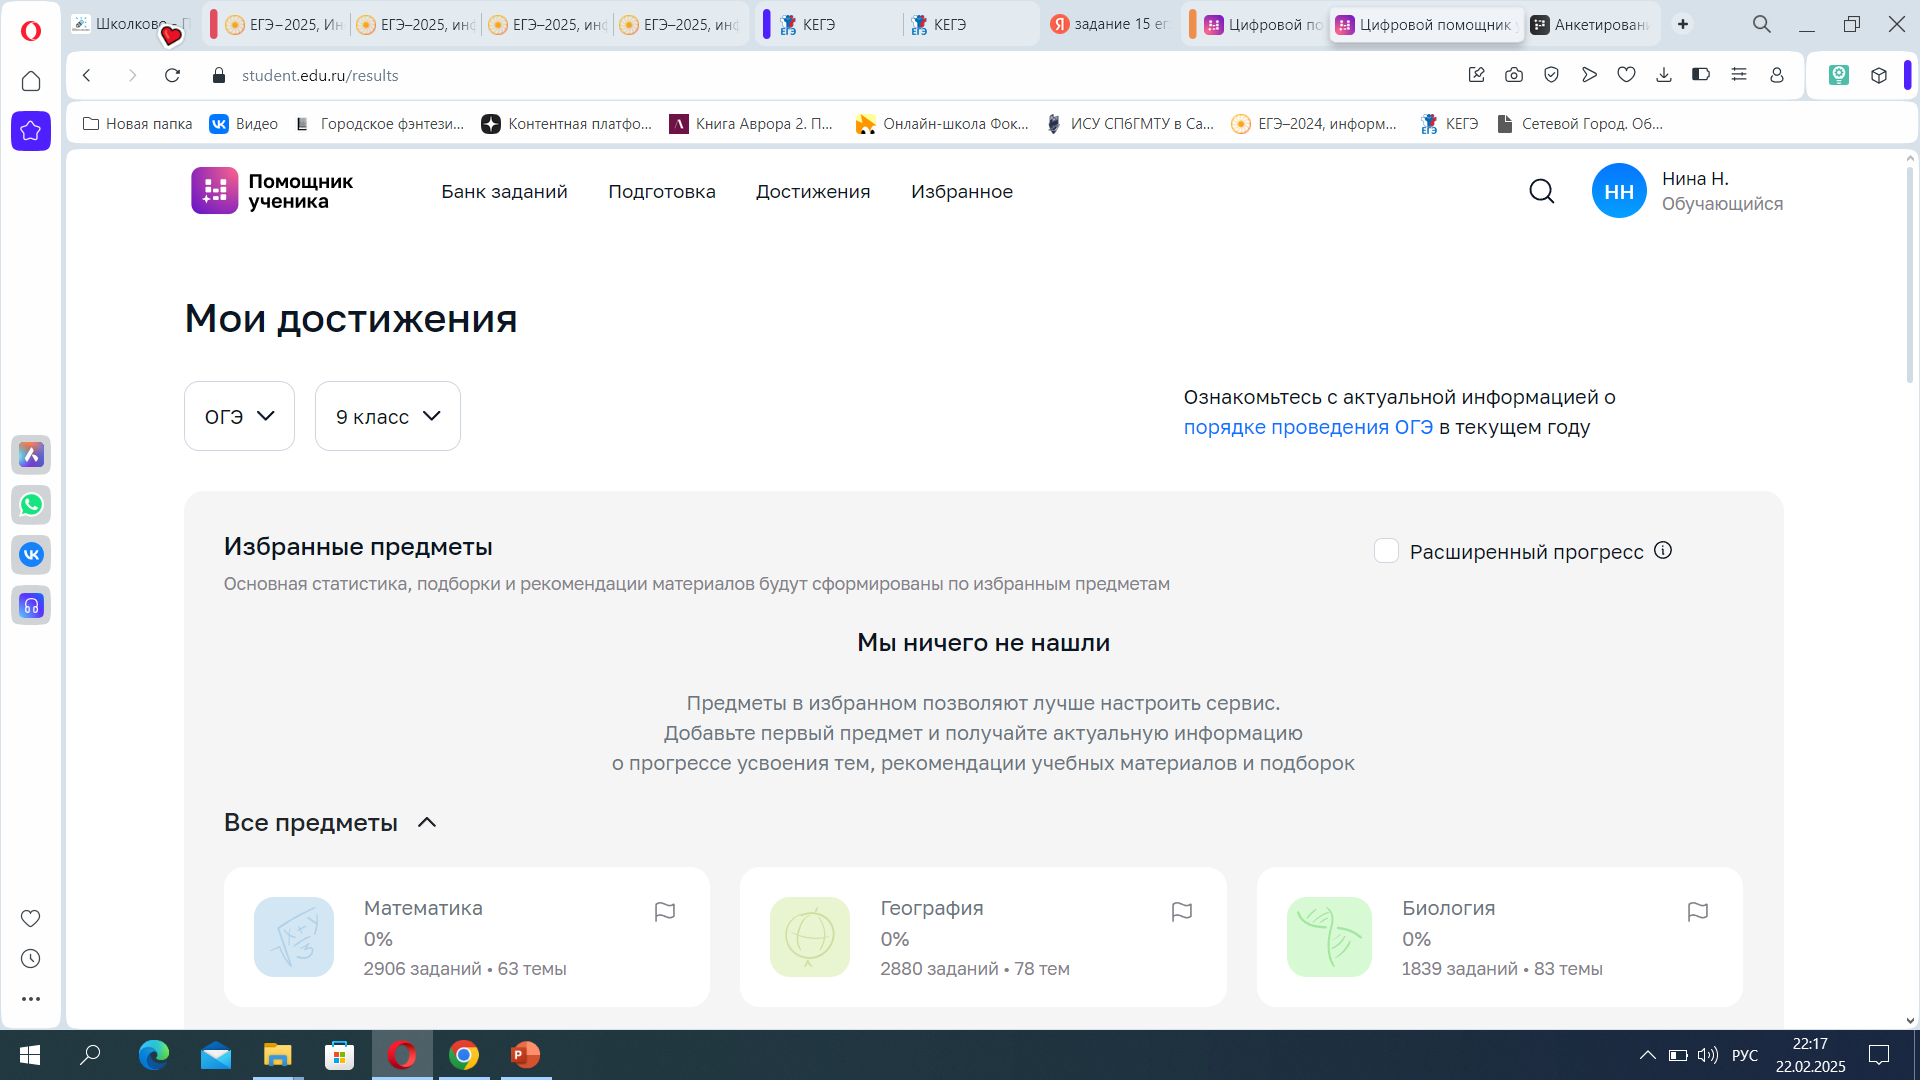 Школково - П
ЕГЭ–2025, Ин
ЕГЭ–2025, ин
ЕГЭ–2025, ин
ЕГЭ–2025, ин
КЕГЭ
КЕГЭ
задание 15 ег
Цифровой по
Цифровой помощник у
Анкетирован
student.edu.ru/results
Новая папка
Видео
Городское фэнтези...
Контентная платфо...
Книга Аврора 2. П...
Онлайн-школа Фок...
ИСУ СПбГМТУ в Са...
ЕГЭ–2024, информ...
КЕГЭ
Сетевой Город. Об...
Помощник
ученика
Банк заданий
Подготовка
Достижения
Избранное
НН
Нина Н.
Обучающийся
Мои достижения
ОГЭ
9 класс
Ознакомьтесь с актуальной информацией о
порядке проведения ОГЭ в текущем году
Избранные предметы
Расширенный прогресс
Основная статистика, подборки и рекомендации материалов будут сформированы по избранным предметам
Мы ничего не нашли
Предметы в избранном позволяют лучше настроить сервис.
Добавьте первый предмет и получайте актуальную информацию
о прогрессе усвоения тем, рекомендации учебных материалов и подборок
Все предметы
Математика
0%
2906 заданий • 63 темы
География
0%
2880 заданий • 78 тем
Биология
0%
1839 заданий • 83 темы
РУС
22:17
22.02.2025